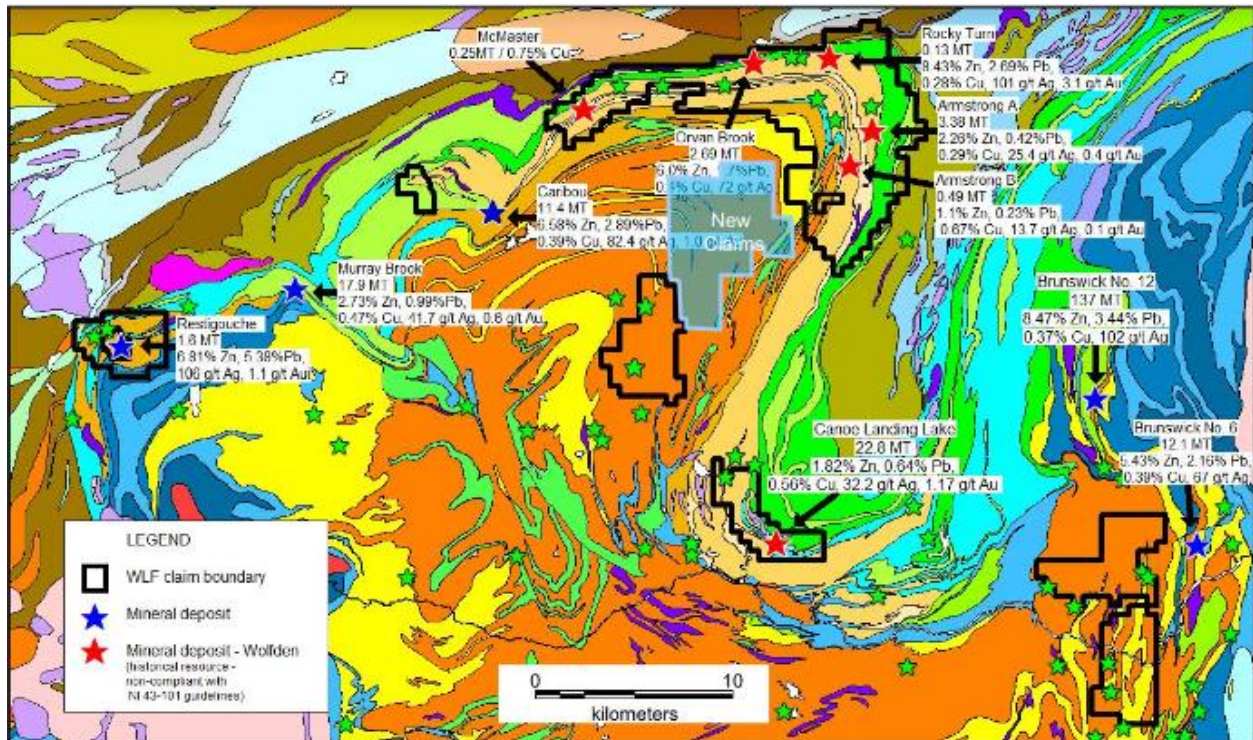 McMaster
0.25MT / 0.75% Cu
Rocky Turn
0.13 MT
8.43% Zn, 2.69% Pb,
0.28% Cu, 101 g/t Ag, 3.1 g/t Au
Armstrong A
3.38 MT
2.26% Zn, 0.42%Pb,
0.29% Cu, 25.4 g/t Ag, 0.4 g/t Au
Armstrong B
0.49 MT
1.1% Zn, 0.23% Pb,
0.67% Cu, 13.7 g/t Ag, 0.1 g/t Au
Orvan Brook
2.69 MT
6.0% Zn, 7%Pb,
Cu, 72 g/t Ag
New
Claims
Caribou
11.4 MT
6.58% Zn, 2.89%Pb,
0.39% Cu, 82.4 g/t Ag, 1.0
Murray Brook
17.9 MT
2.73% Zn, 0.99%Pb,
0.47% Cu, 41.7 g/t Ag, 0.6 g/t Au
Restigouche
1.6 MT
6.81% Zn, 5.38%Pb,
106 g/t Ag, 1.1 g/t Au
Brunswick No. 12
137 MT
8.47% Zn, 3.44% Pb,
0.37% Cu, 102 g/t Ag
Brunswick No. 6
12.1 MT
5.43% Zn, 2.16% Pb,
0.39% Cu, 67 g/t Ag
Canoe Landing Lake
22.8 MT
1.82% Zn, 0.64% Pb,
0.56% Cu, 32.2 g/t Ag, 1.17 g/t Au
LEGEND
WLF claim boundary
Mineral deposit
Mineral deposit - Wolfden
(historical resource -
non-compliant with
NI 43-101 guidelines)
0 10
kilometers